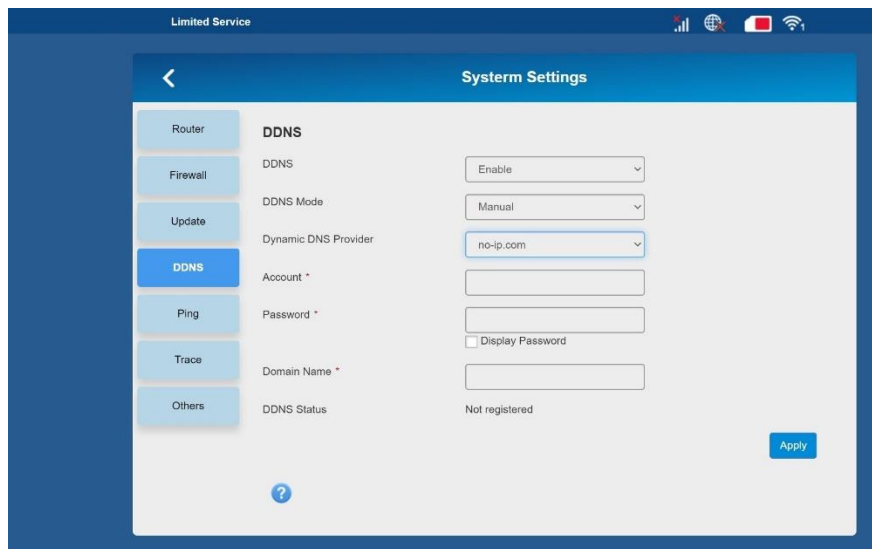 Limited Service
1
Systerm Settings
Router
Firewall
Update
DDNS
Ping
Trace
Others
DDNS
DDNS Enable
DDNS Mode Manual
Dynamic DNS Provider no-ip.com
Account *
Password *
Display Password
Domain Name *
DDNS Status Not registered
Apply
?